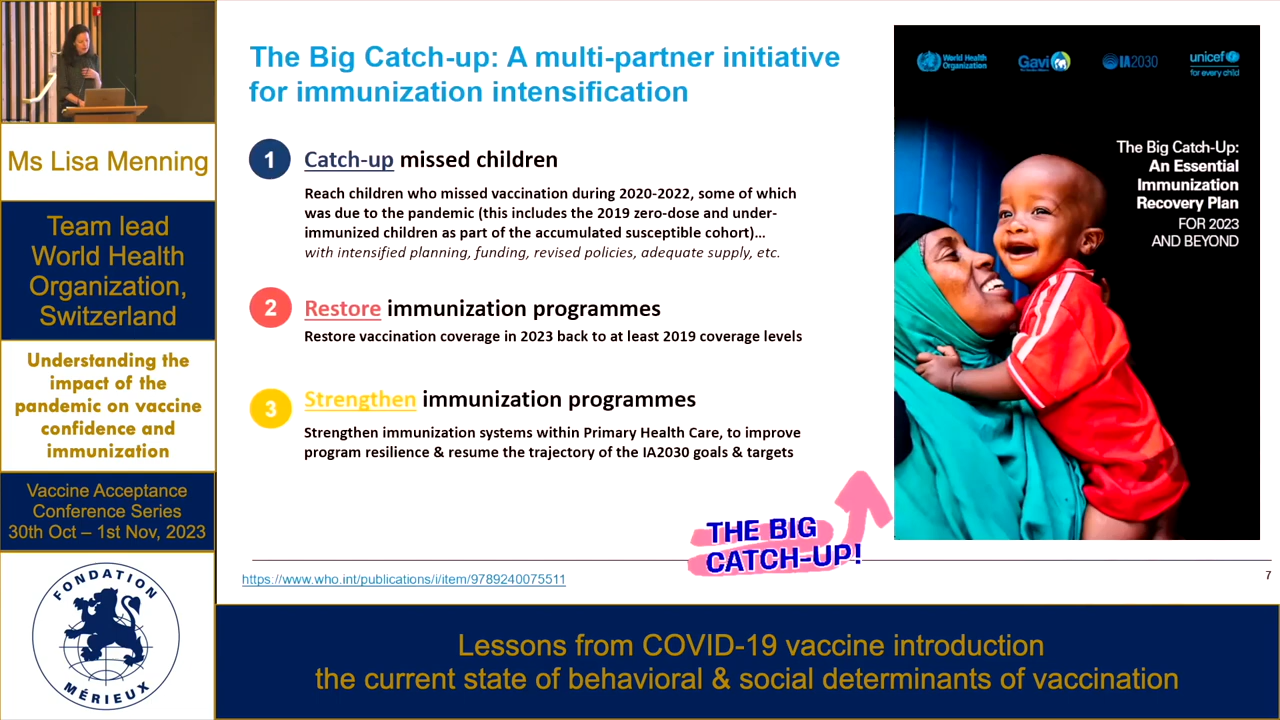 Ms Lisa Menning
Team lead
World Health
Organization,
Switzerland
Understanding the
impact of the
pandemic on vaccine
confidence and
immunization
Vaccine Acceptance
Conference Series
30th Oct – 1st Nov, 2023
FONDATION
MÉRIEUX
The Big Catch-up: A multi-partner initiative
for immunization intensification
1
Catch-up missed children
Reach children who missed vaccination during 2020-2022, some of which
was due to the pandemic (this includes the 2019 zero-dose and under-
immunized children as part of the accumulated susceptible cohort)…
with intensified planning, funding, revised policies, adequate supply, etc.
2
Restore immunization programmes
Restore vaccination coverage in 2023 back to at least 2019 coverage levels
3
Strengthen immunization programmes
Strengthen immunization systems within Primary Health Care, to improve
program resilience & resume the trajectory of the IA2030 goals & targets
THE BIG
CATCH-UP!
https://www.who.int/publications/i/item/9789240075511
7
World Health
Organization
Gavi
IA2030
unicef
for every child
The Big Catch-Up:
An Essential
Immunization
Recovery Plan
FOR 2023
AND BEYOND
Lessons from COVID-19 vaccine introduction
the current state of behavioral & social determinants of vaccination